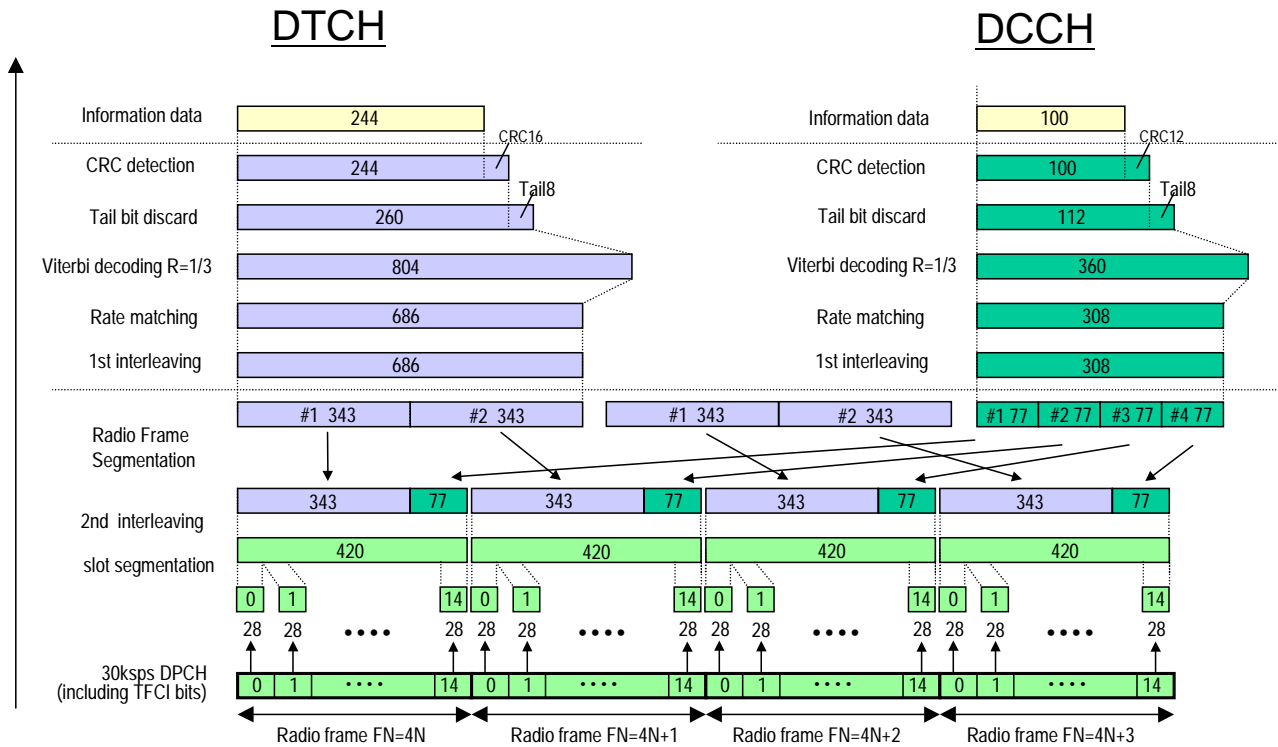 DTCH DCCH
Information data 244 Information data 100
CRC16 CRC12
CRC detection 244 CRC detection 100
Tail8 Tail8
Tail bit discard 260 Tail bit discard 112
Viterbi decoding R=1/3 804 Viterbi decoding R=1/3 360
Rate matching 686 Rate matching 308
1st interleaving 686 1st interleaving 308
#1 343 #2 343 #1 343 #2 343 #1 77 #2 77 #3 77 #4 77
Radio Frame
Segmentation
343 77 343 77 343 77 343 77
2nd interleaving
420 420 420 420
slot segmentation
0 1 14 0 1 14 0 1 14 0 1 14
28 28 •••• 28 28 28 •••• 28 28 28 •••• 28 28 28 •••• 28
30ksps DPCH
(including TFCI bits)
0 1 •••• 14 0 1 •••• 14 0 1 •••• 14 0 1 •••• 14
Radio frame FN=4N Radio frame FN=4N+1 Radio frame FN=4N+2 Radio frame FN=4N+3